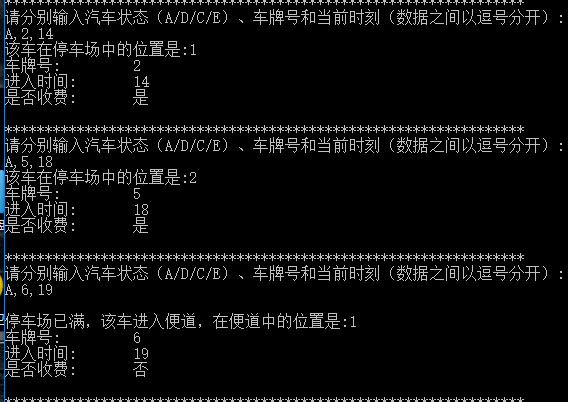 ****************************************************************
请分别输入汽车状态（A/D/C/E）、车牌号和当前时刻（数据之间以逗号分开）:
A,2,14
该车在停车场中的位置是:1
车牌号: 2
进入时间: 14
是否收费: 是
****************************************************************
请分别输入汽车状态（A/D/C/E）、车牌号和当前时刻（数据之间以逗号分开）:
A,5,18
该车在停车场中的位置是:2
车牌号: 5
进入时间: 18
是否收费: 是
****************************************************************
请分别输入汽车状态（A/D/C/E）、车牌号和当前时刻（数据之间以逗号分开）:
A,6,19
停车场已满，该车进入便道，在便道中的位置是:1
车牌号: 6
进入时间: 19
是否收费: 否
****************************************************************